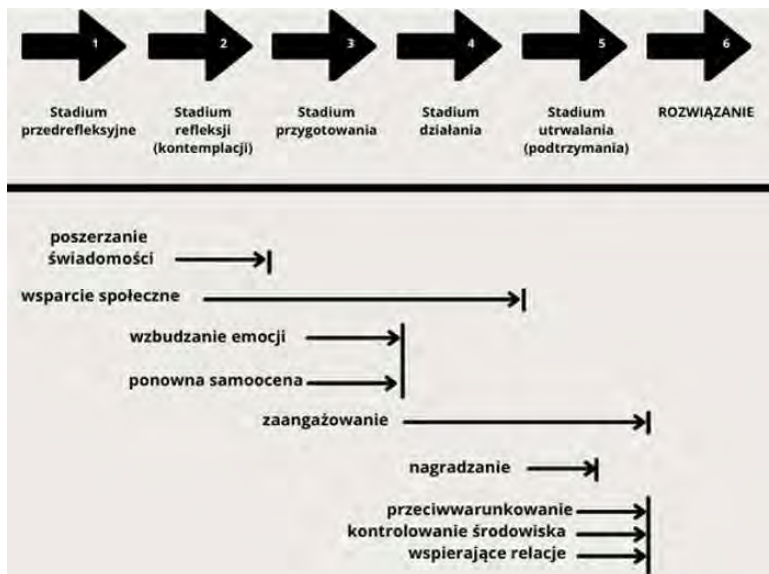 1 2 3 4 5 6
Stadium przedrefleksyjne
Stadium refleksji (kontemplacji)
Stadium przygotowania
Stadium działania
Stadium utrwalania (podtrzymania)
ROZWIĄZANIE
poszerzanie
świadomości
wsparcie społeczne
wzbudzanie emocji
ponowna samoocena
zaangażowanie
nagradzanie
przeciwwarunkowanie
kontrolowanie środowiska
wspierające relacje